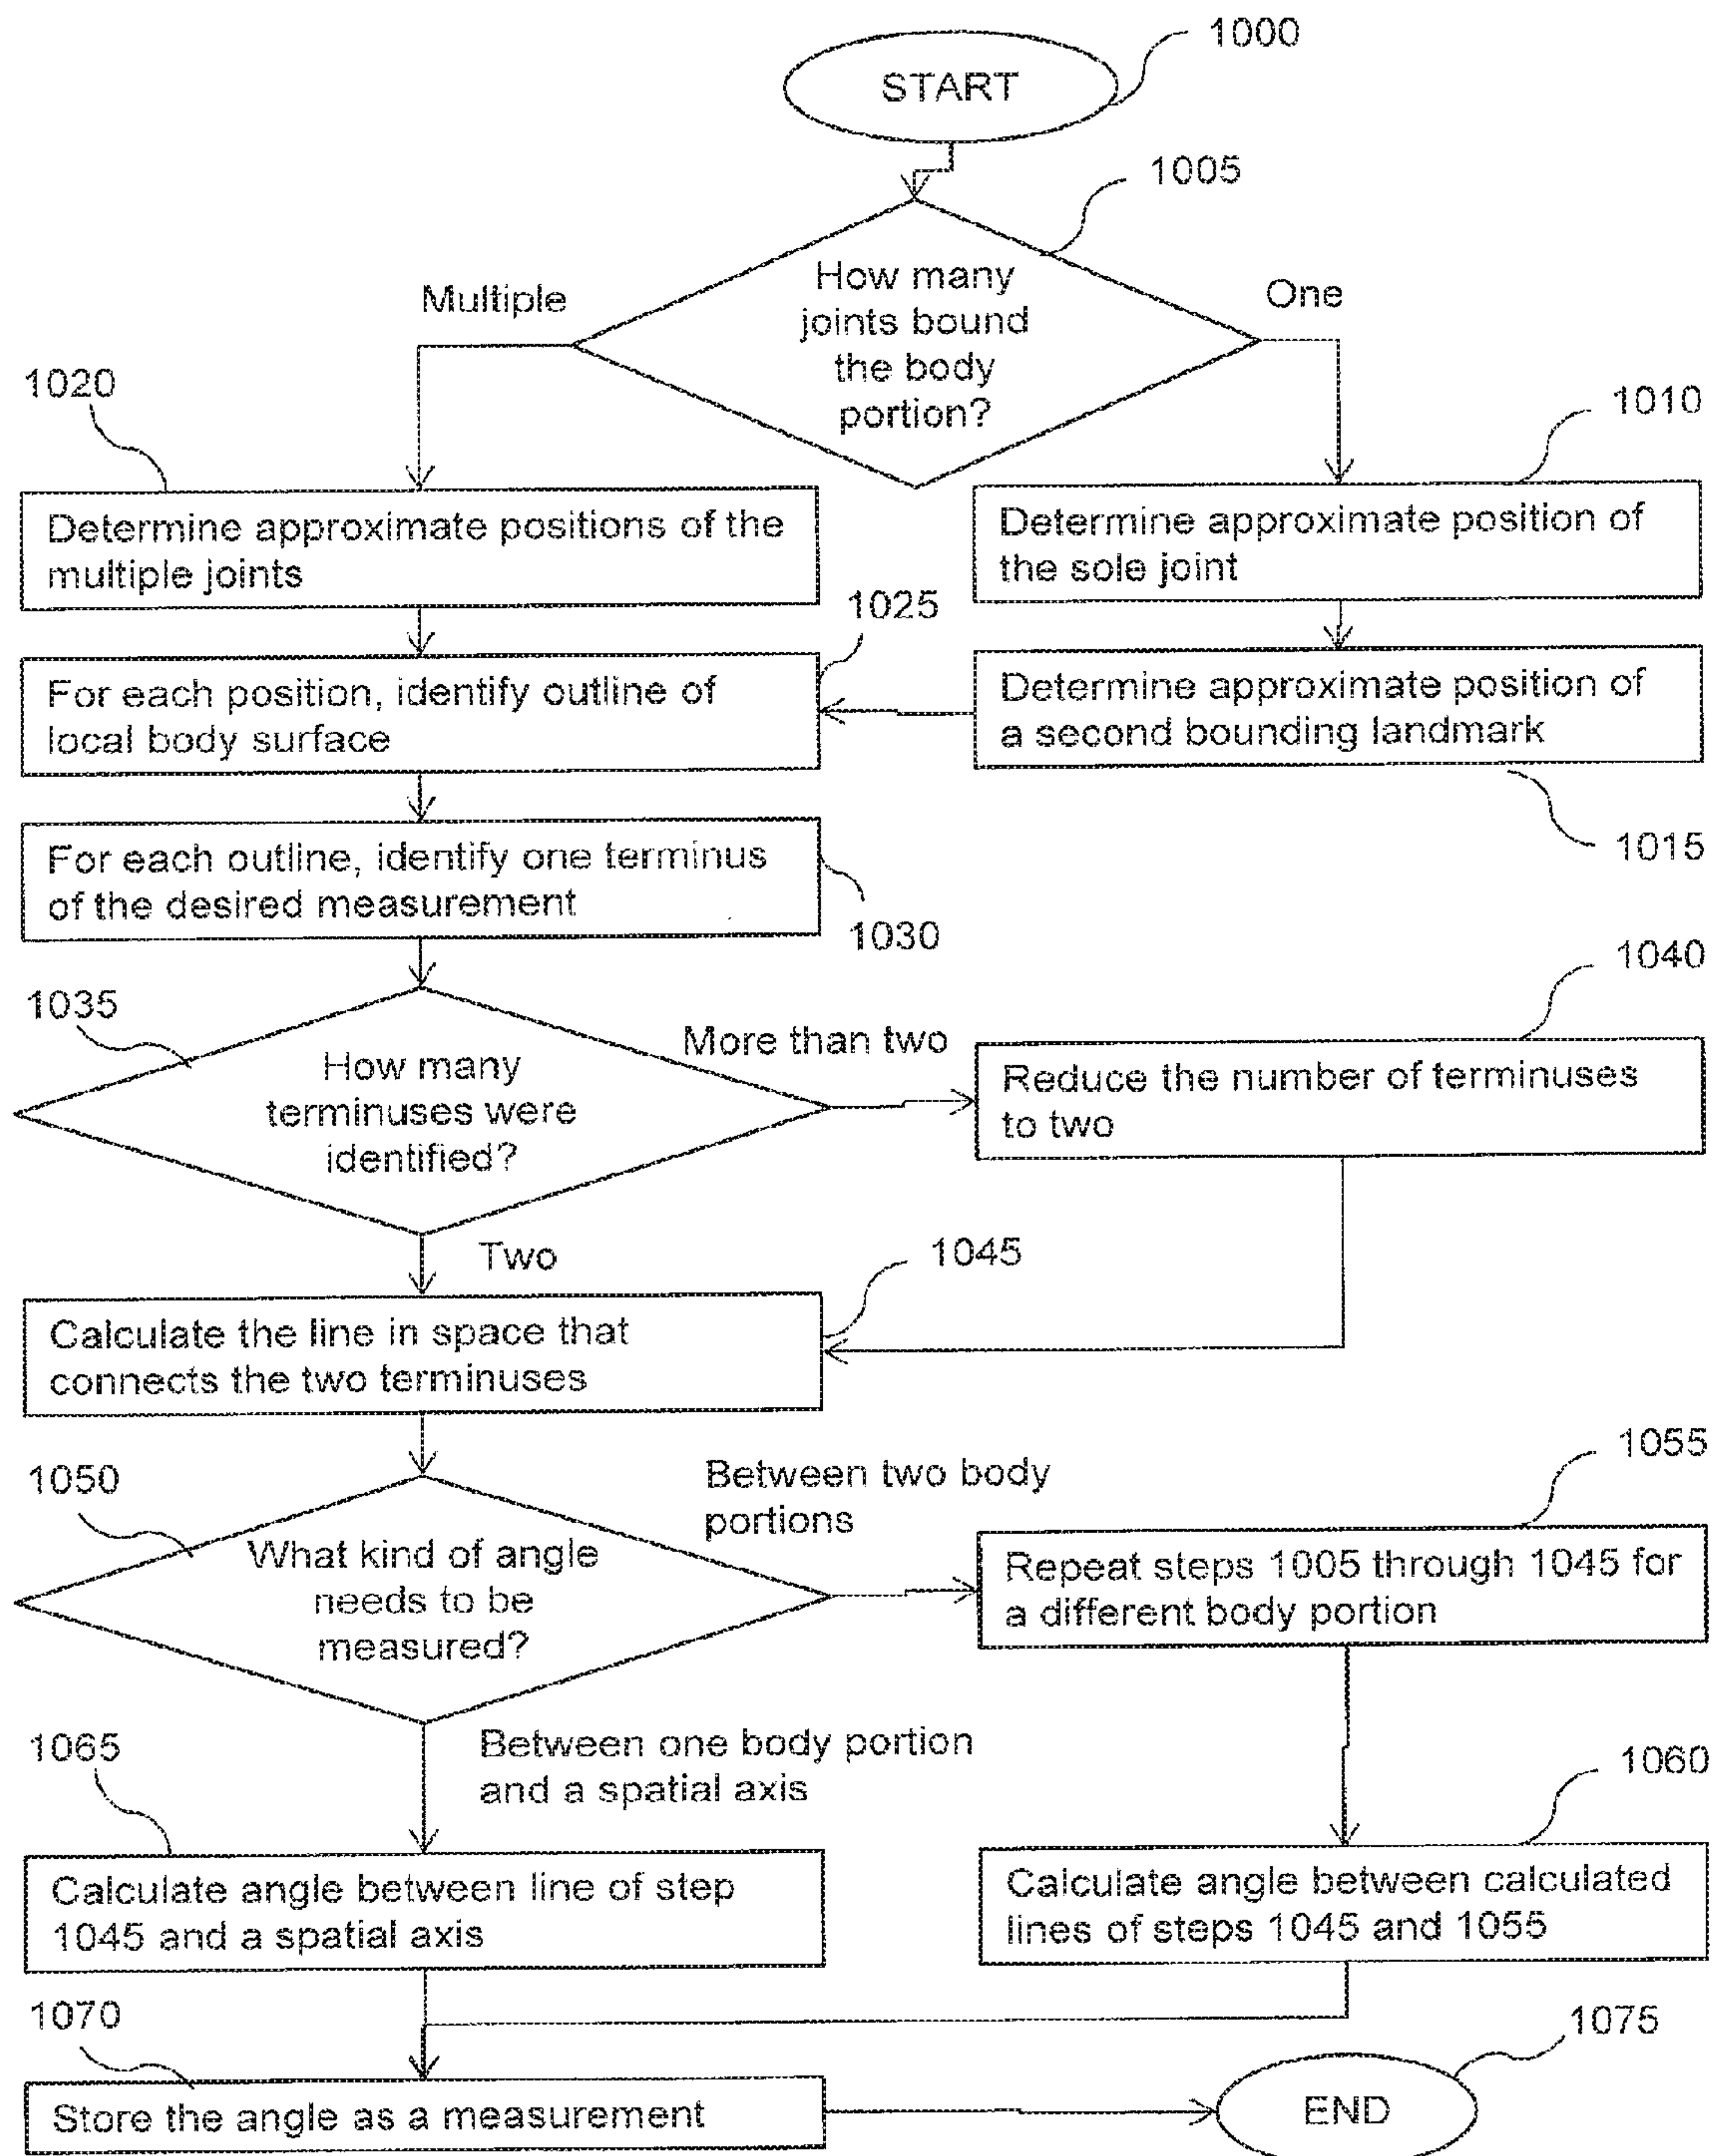 1000
START
1005
How many
joints bound
the body
portion?
Multiple
One
1020
1010
Determine approximate positions of the
multiple joints
Determine approximate position of
the sole joint
1025
For each position, identify outline of
local body surface
Determine approximate position of
a second bounding landmark
1015
For each outline, identify one terminus
of the desired measurement
1030
1040
1035
How many
terminuses were
identified?
More than two
Reduce the number of terminuses
to two
Two
1045
Calculate the line in space that
connects the two terminuses
1055
1050
What kind of angle
needs to be
measured?
Between two body
portions
Repeat steps 1005 through 1045 for
a different body portion
Between one body portion
and a spatial axis
1065
1060
Calculate angle between line of step
1045 and a spatial axis
Calculate angle between calculated
lines of steps 1045 and 1055
1070
1075
Store the angle as a measurement
END